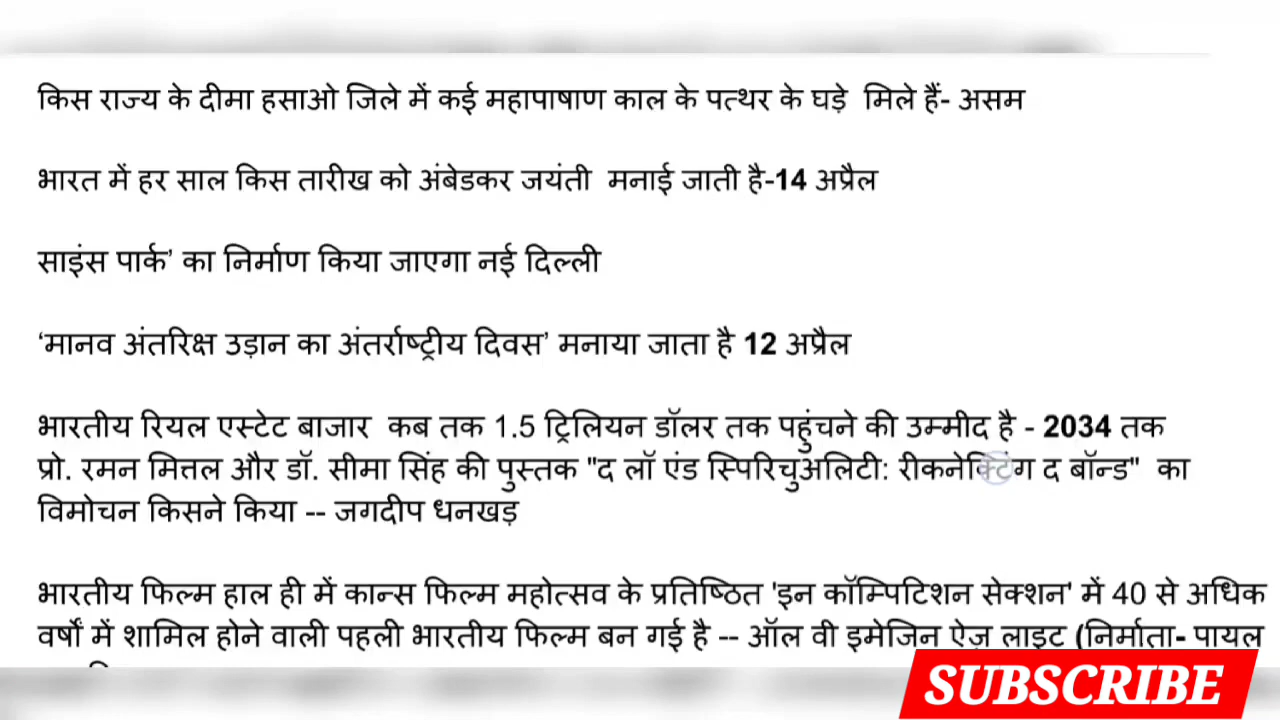 किस राज्य के दीमा हसाओ जिले में कई महापाषाण काल के पत्थर के घड़े मिले हैं- असम
भारत में हर साल किस तारीख को अंबेडकर जयंती मनाई जाती है-14 अप्रैल
साइंस पार्क’ का निर्माण किया जाएगा नई दिल्ली
‘मानव अंतरिक्ष उड़ान का अंतर्राष्ट्रीय दिवस’ मनाया जाता है 12 अप्रैल
भारतीय रियल एस्टेट बाजार कब तक 1.5 ट्रिलियन डॉलर तक पहुंचने की उम्मीद है - 2034 तक
प्रो. रमन मित्तल और डॉ. सीमा सिंह की पुस्तक "द लॉ एंड स्पिरिचुअलिटी: रीकनेक्टिंग द बॉन्ड" का
विमोचन किसने किया -- जगदीप धनखड़
भारतीय फिल्म हाल ही में कान्स फिल्म महोत्सव के प्रतिष्ठित 'इन कॉम्पिटिशन सेक्शन' में 40 से अधिक
वर्षों में शामिल होने वाली पहली भारतीय फिल्म बन गई है -- ऑल वी इमेजिन ऐज़ लाइट (निर्माता- पायल
SUBSCRIBE